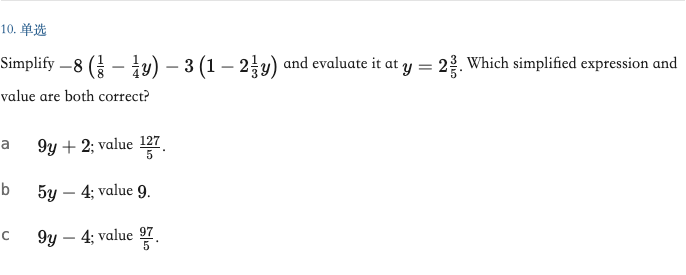 10. 单选
Simplify −8 (1/8 − 1/4 y) − 3 (1 − 2 1/3 y) and evaluate it at y = 2 3/5. Which simplified expression and
value are both correct?
a 9y + 2; value 127/5.
b 5y − 4; value 9.
c 9y − 4; value 97/5.